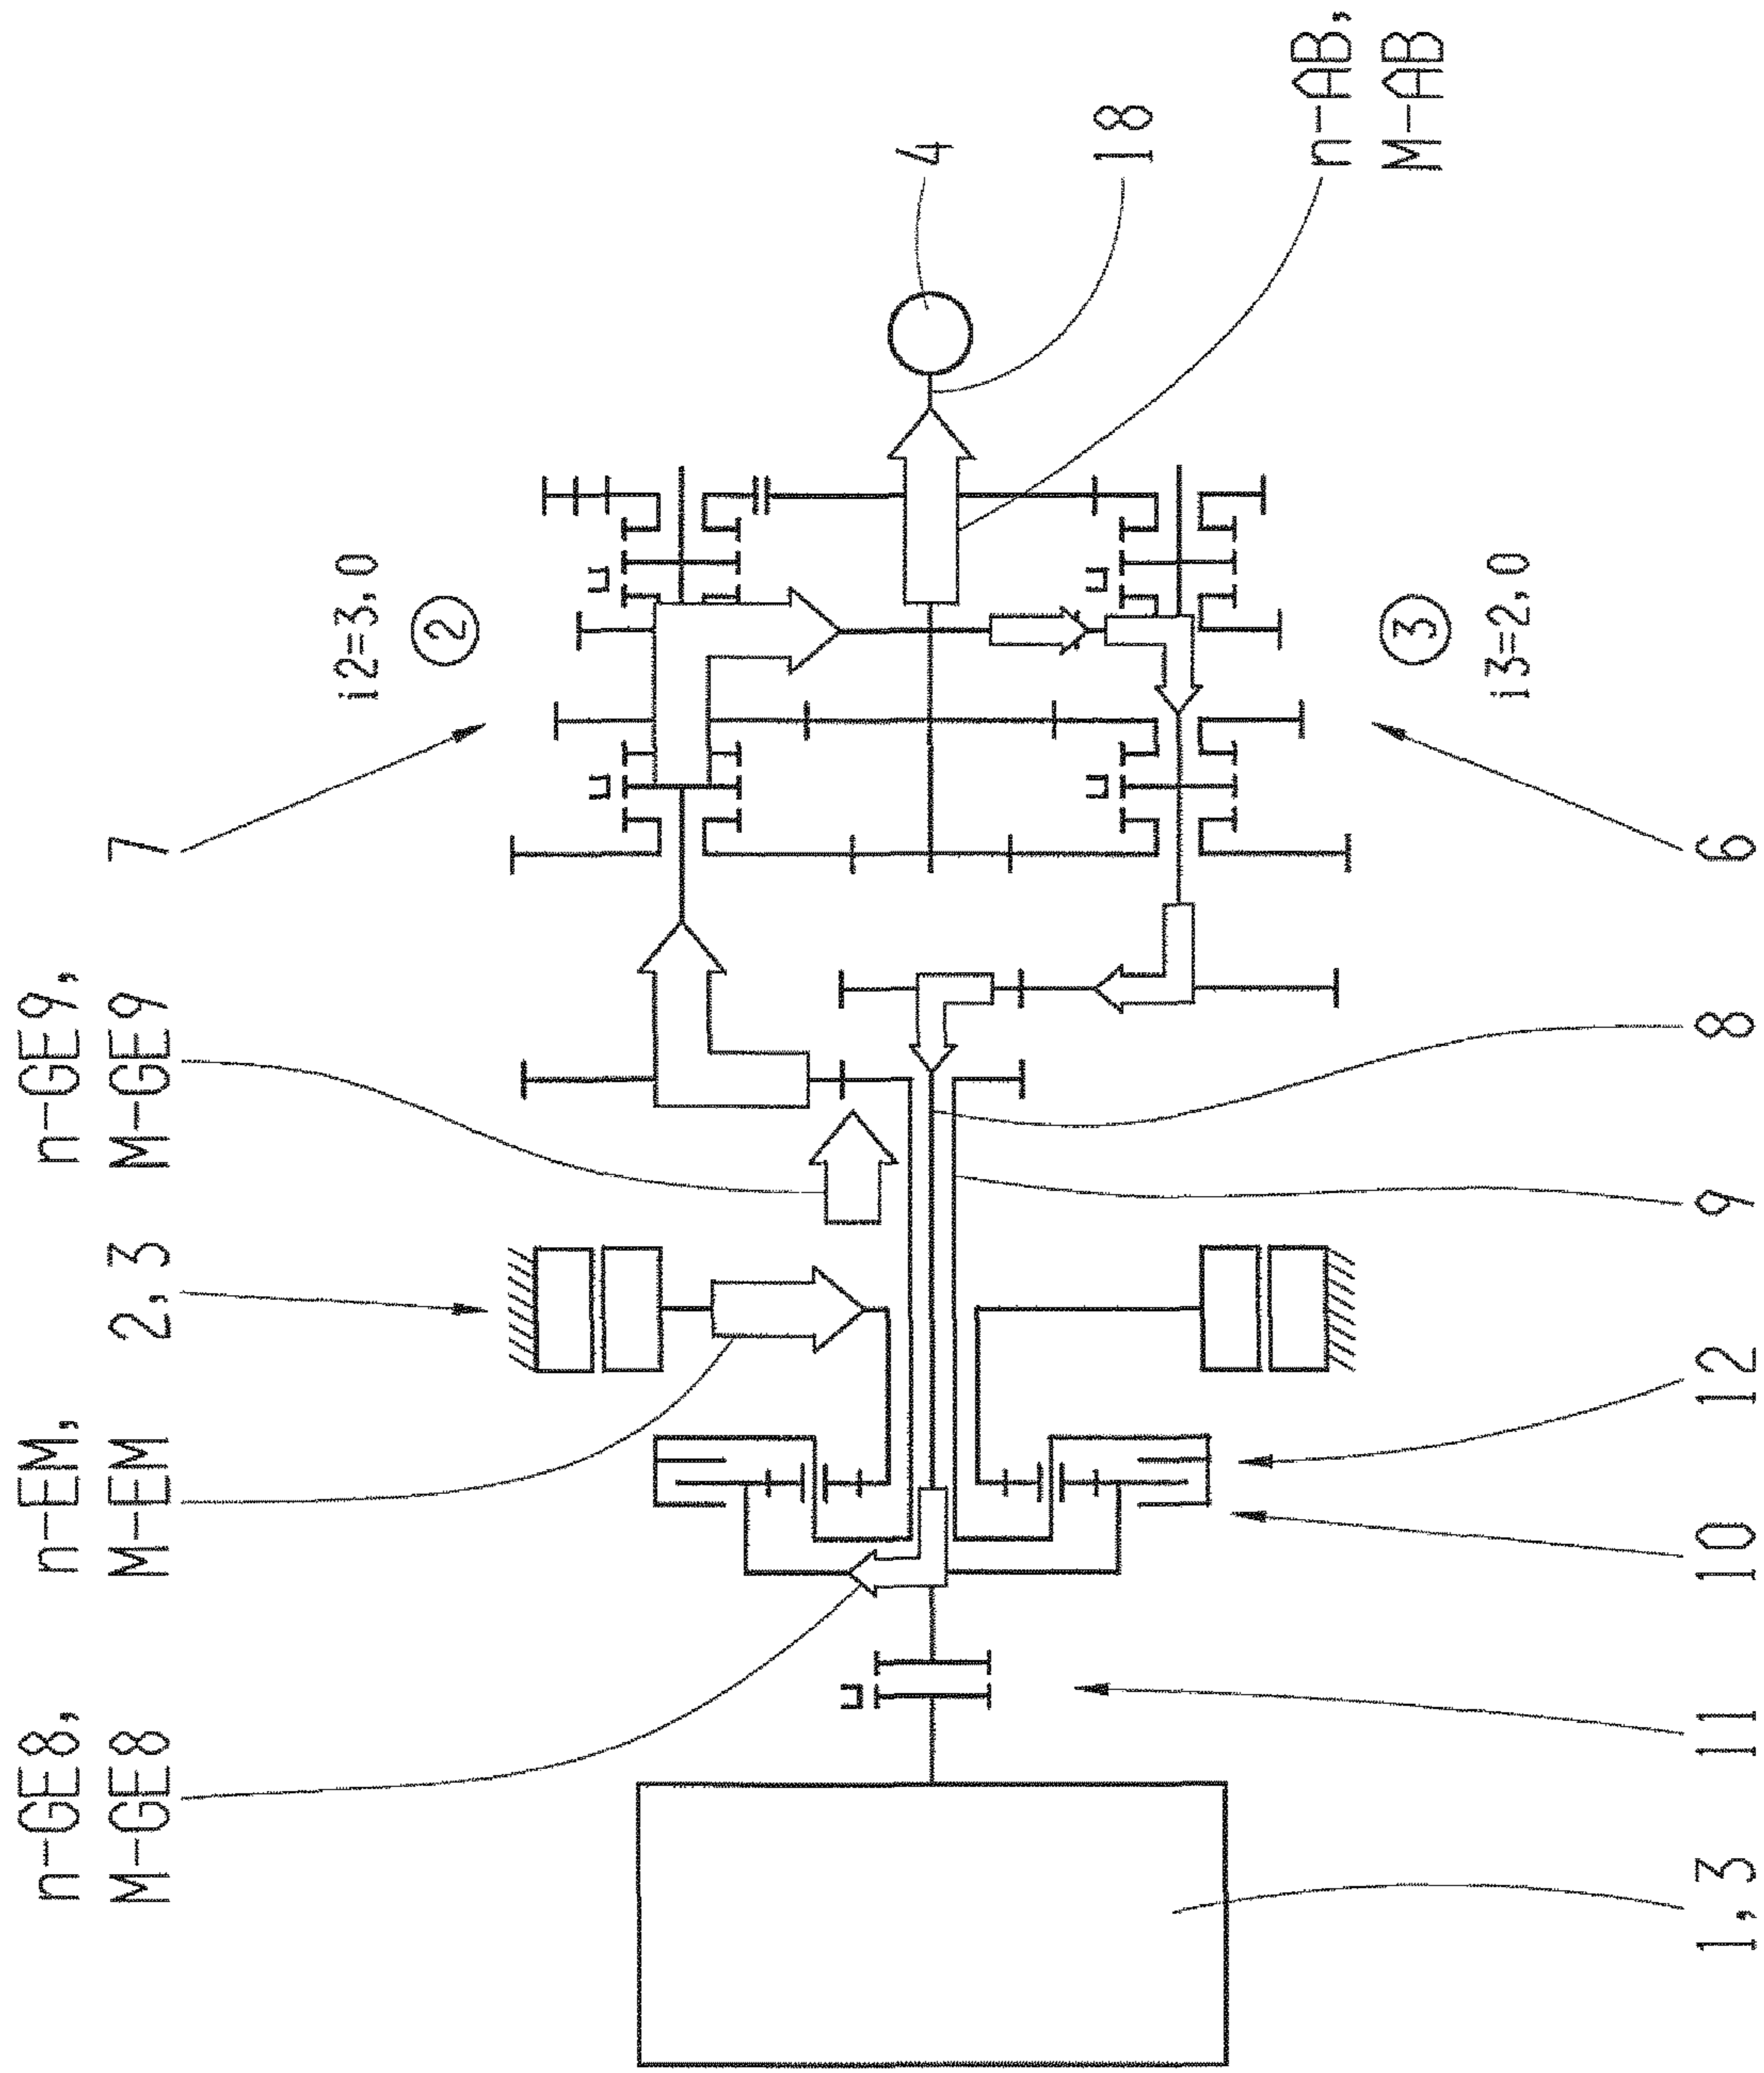 n-GE8,
M-GE8
n-EM,
M-EM
2,3
n-GE9,
M-GE9
7
i2=3,0
2
4
18
n-AB,
M-AB
3
i3=2,0
1,3
11
10
12
9
8
6